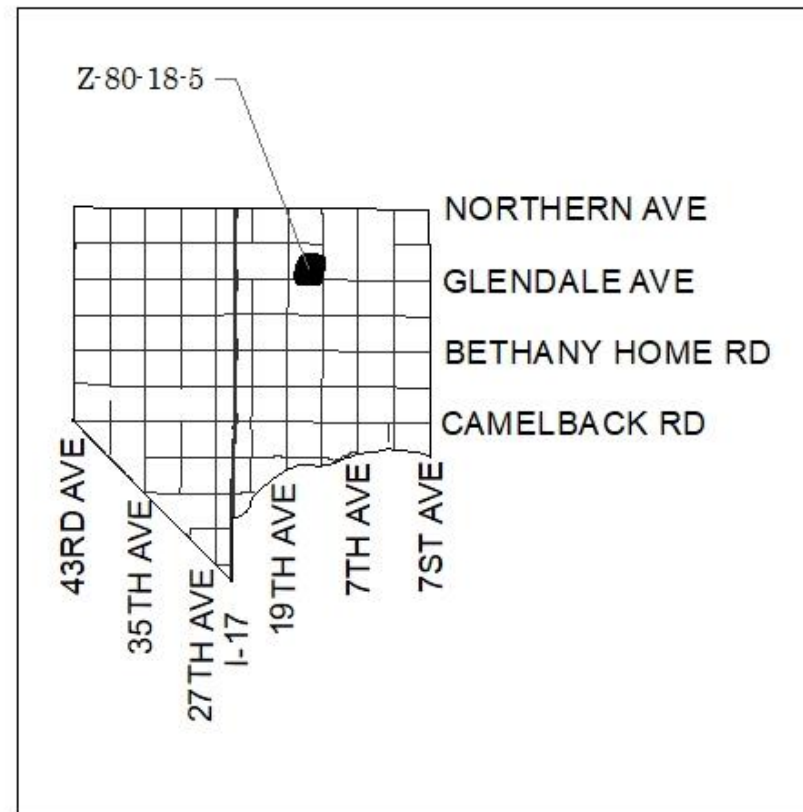 Z-80-18-5
NORTHERN AVE
GLENDALE AVE
BETHANY HOME RD
CAMELBACK RD
43RD AVE
35TH AVE
27TH AVE
I-17
19TH AVE
7TH AVE
7ST AVE